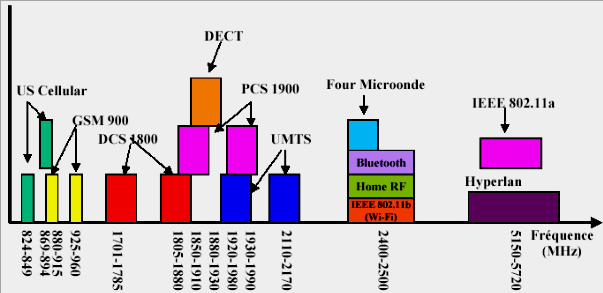 DECT
US Cellular
PCS 1900
Four Microonde
IEEE 802.11a
GSM 900
DCS 1800
UMTS
Bluetooth
Home RF
Hyperlan
IEEE 802.11b
(Wi-Fi)
824-849
869-894
880-915
925-960
1701-1785
1805-1880
1850-1910
1880-1930
1920-1980
1930-1990
2110-2170
2400-2500
5150-5720
Fréquence
(MHz)